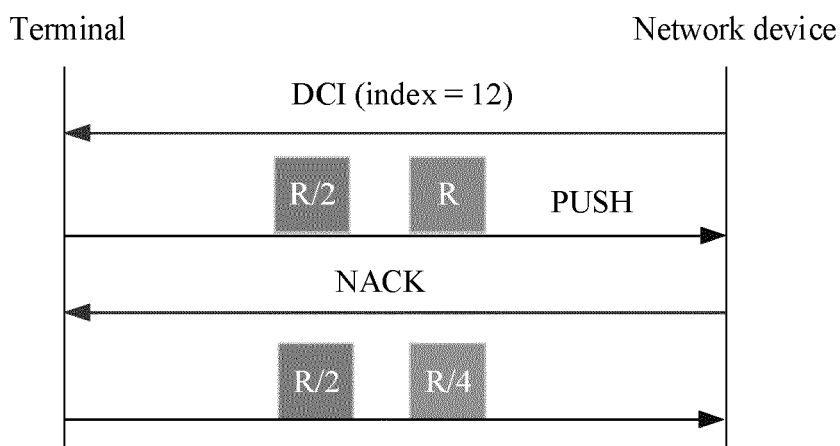 Terminal
Network device
DCI (index = 12)
R/2
R
PUSH
NACK
R/2
R/4